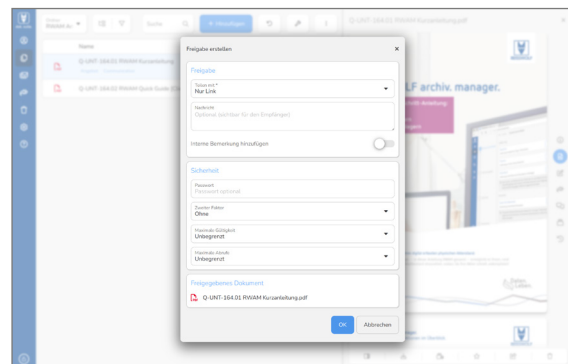 Suche
+ Hinzufügen
Q-UNT-164.01 RWAM Kurzanleitung.pdf
Name
Q-UNT-164.01 RWAM Kurzanleitung
Q-UNT-164.02 RWAM Quick Guide
Freigabe erstellen
×
Freigabe
Teilen mit *
Nur Link
Nachricht
Optional (sichtbar für den Empfänger)
Interne Bemerkung hinzufügen
Sicherheit
Passwort
Passwort optional
Zweiter Faktor
Ohne
Maximale Gültigkeit
Unbegrenzt
Maximale Abrufe
Unbegrenzt
Freigegebenes Dokument
Q-UNT-164.01 RWAM Kurzanleitung.pdf
OK
Abbrechen
LF archiv. manager.